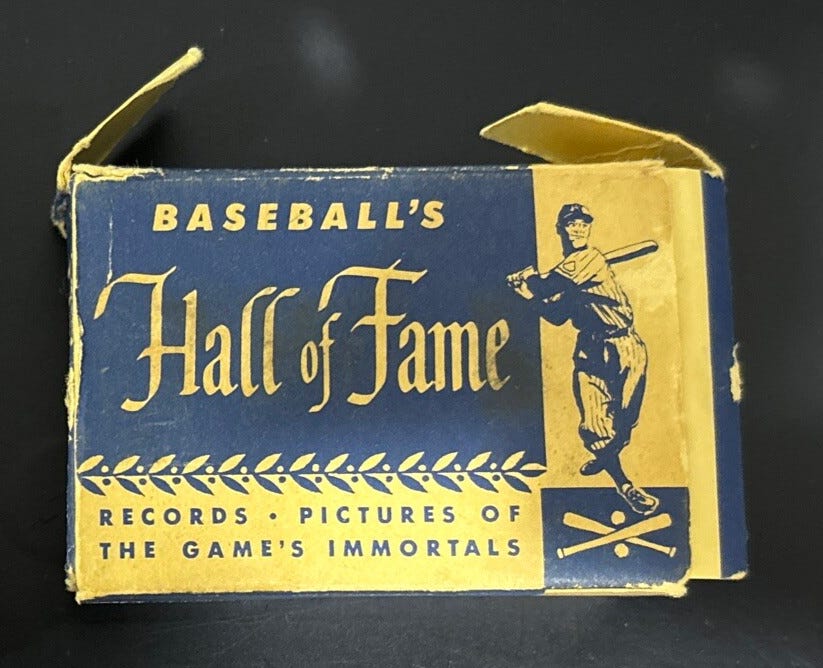 BASEBALL'S
Hall of Fame
RECORDS • PICTURES OF
THE GAME'S IMMORTALS